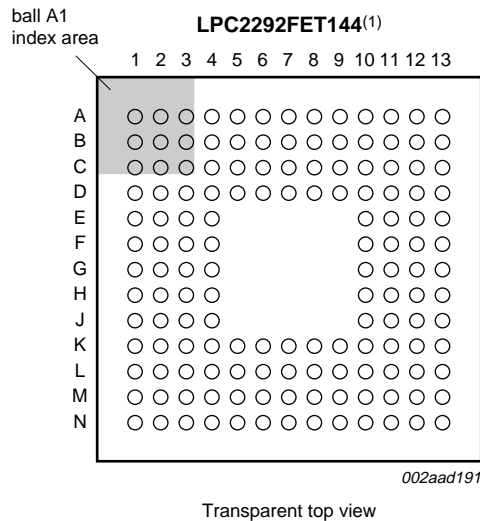 ball A1
index area
LPC2292FET144(1)
1 2 3 4 5 6 7 8 9 10 11 12 13
A
B
C
D
E
F
G
H
J
K
L
M
N
002aad191
Transparent top view